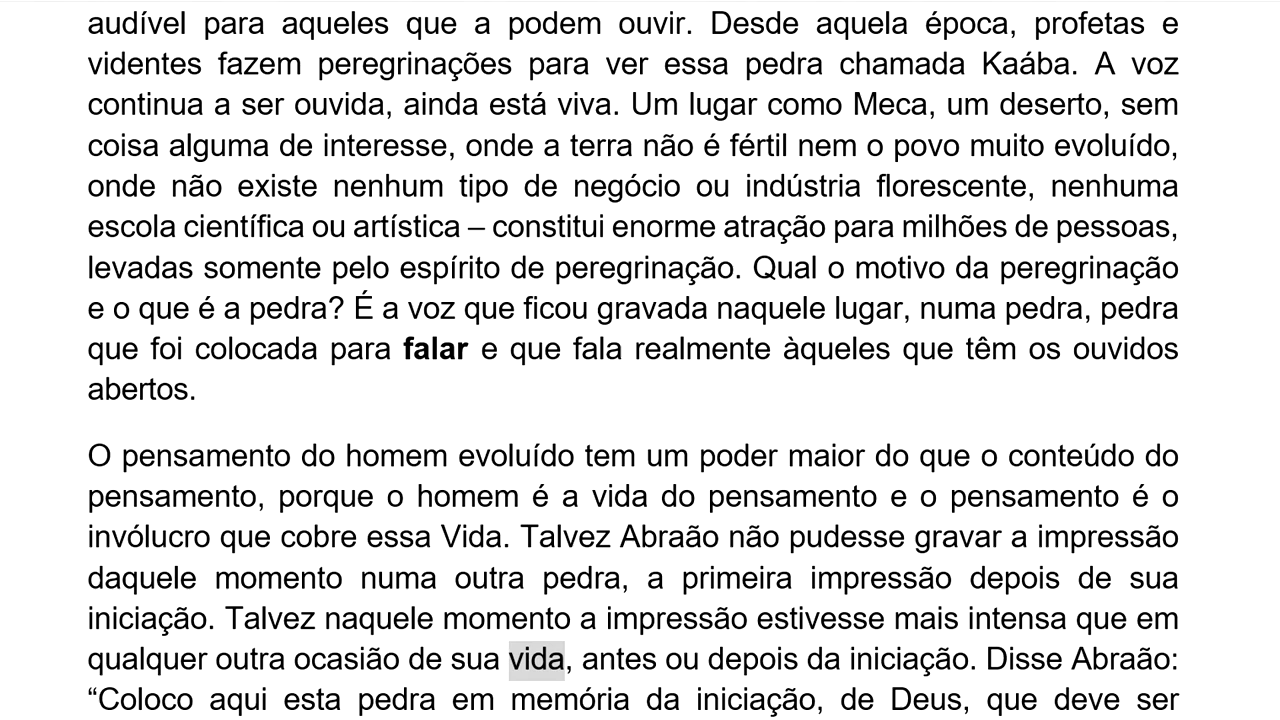 audível para aqueles que a podem ouvir. Desde aquela época, profetas e
videntes fazem peregrinações para ver essa pedra chamada Kaába. A voz
continua a ser ouvida, ainda está viva. Um lugar como Meca, um deserto, sem
coisa alguma de interesse, onde a terra não é fértil nem o povo muito evoluído,
onde não existe nenhum tipo de negócio ou indústria florescente, nenhuma
escola científica ou artística – constitui enorme atração para milhões de pessoas,
levadas somente pelo espírito de peregrinação. Qual o motivo da peregrinação
e o que é a pedra? É a voz que ficou gravada naquele lugar, numa pedra, pedra
que foi colocada para falar e que fala realmente àqueles que têm os ouvidos
abertos.
O pensamento do homem evoluído tem um poder maior do que o conteúdo do
pensamento, porque o homem é a vida do pensamento e o pensamento é o
invólucro que cobre essa Vida. Talvez Abraão não pudesse gravar a impressão
daquele momento numa outra pedra, a primeira impressão depois de sua
iniciação. Talvez naquele momento a impressão estivesse mais intensa que em
qualquer outra ocasião de sua vida, antes ou depois da iniciação. Disse Abraão:
“Coloco aqui esta pedra em memória da iniciação, de Deus, que deve ser